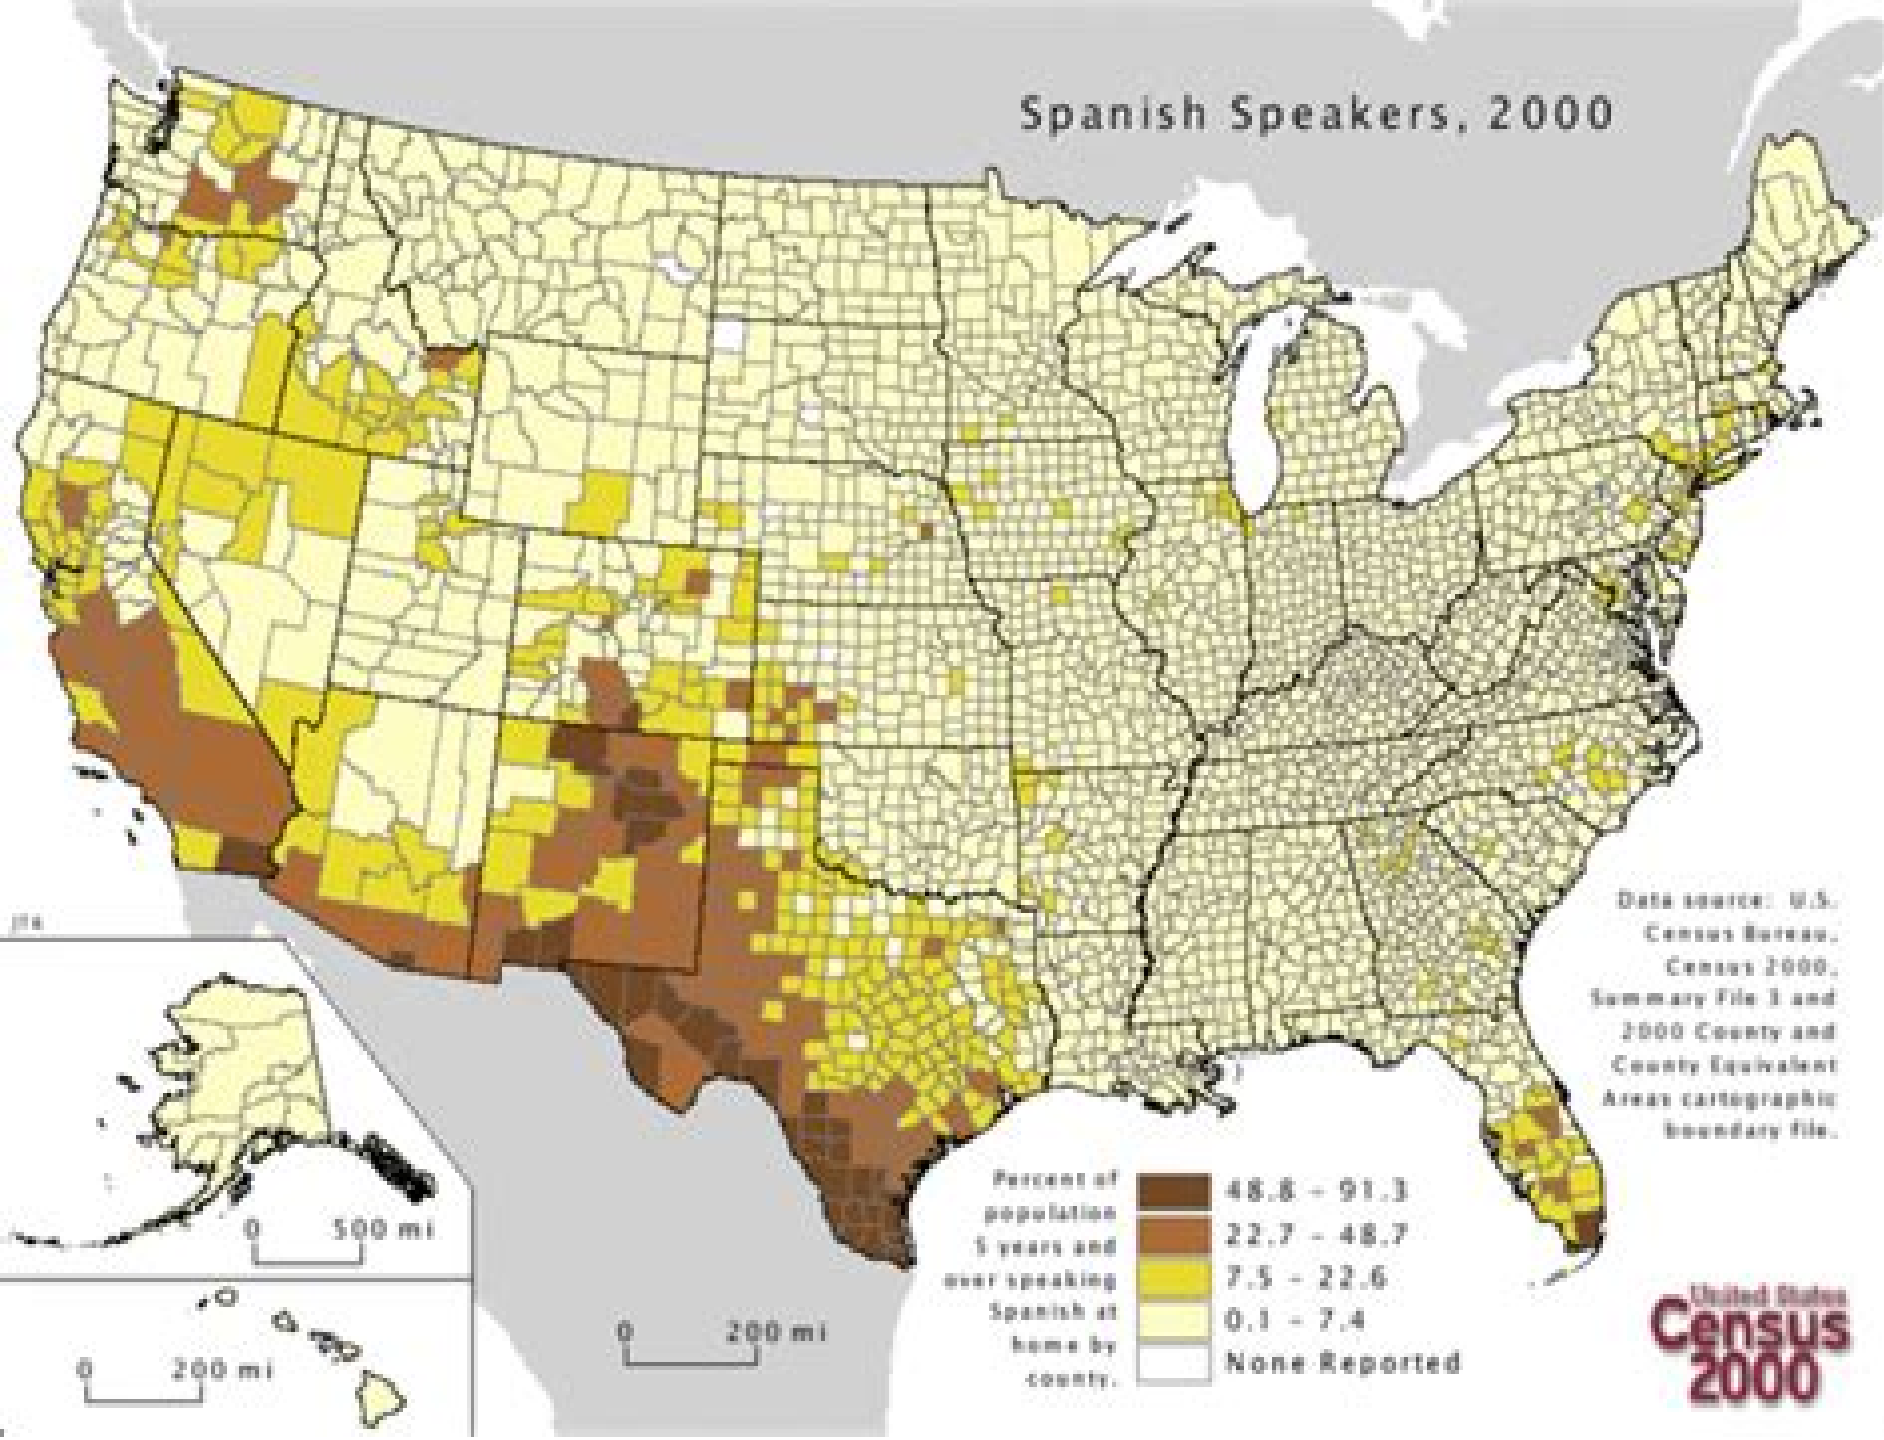 Spanish Speakers, 2000
Data source: U.S.
Census Bureau,
Census 2000,
Summary File 3 and
2000 County and
County Equivalent
Areas cartographic
boundary file.
0 500 mi
0 200 mi
0 200 mi
Percent of
population
5 years and
over speaking
Spanish at
home by
county.
48.8 - 91.3
22.7 - 48.7
7.5 - 22.6
0.1 - 7.4
None Reported
United States
Census
2000